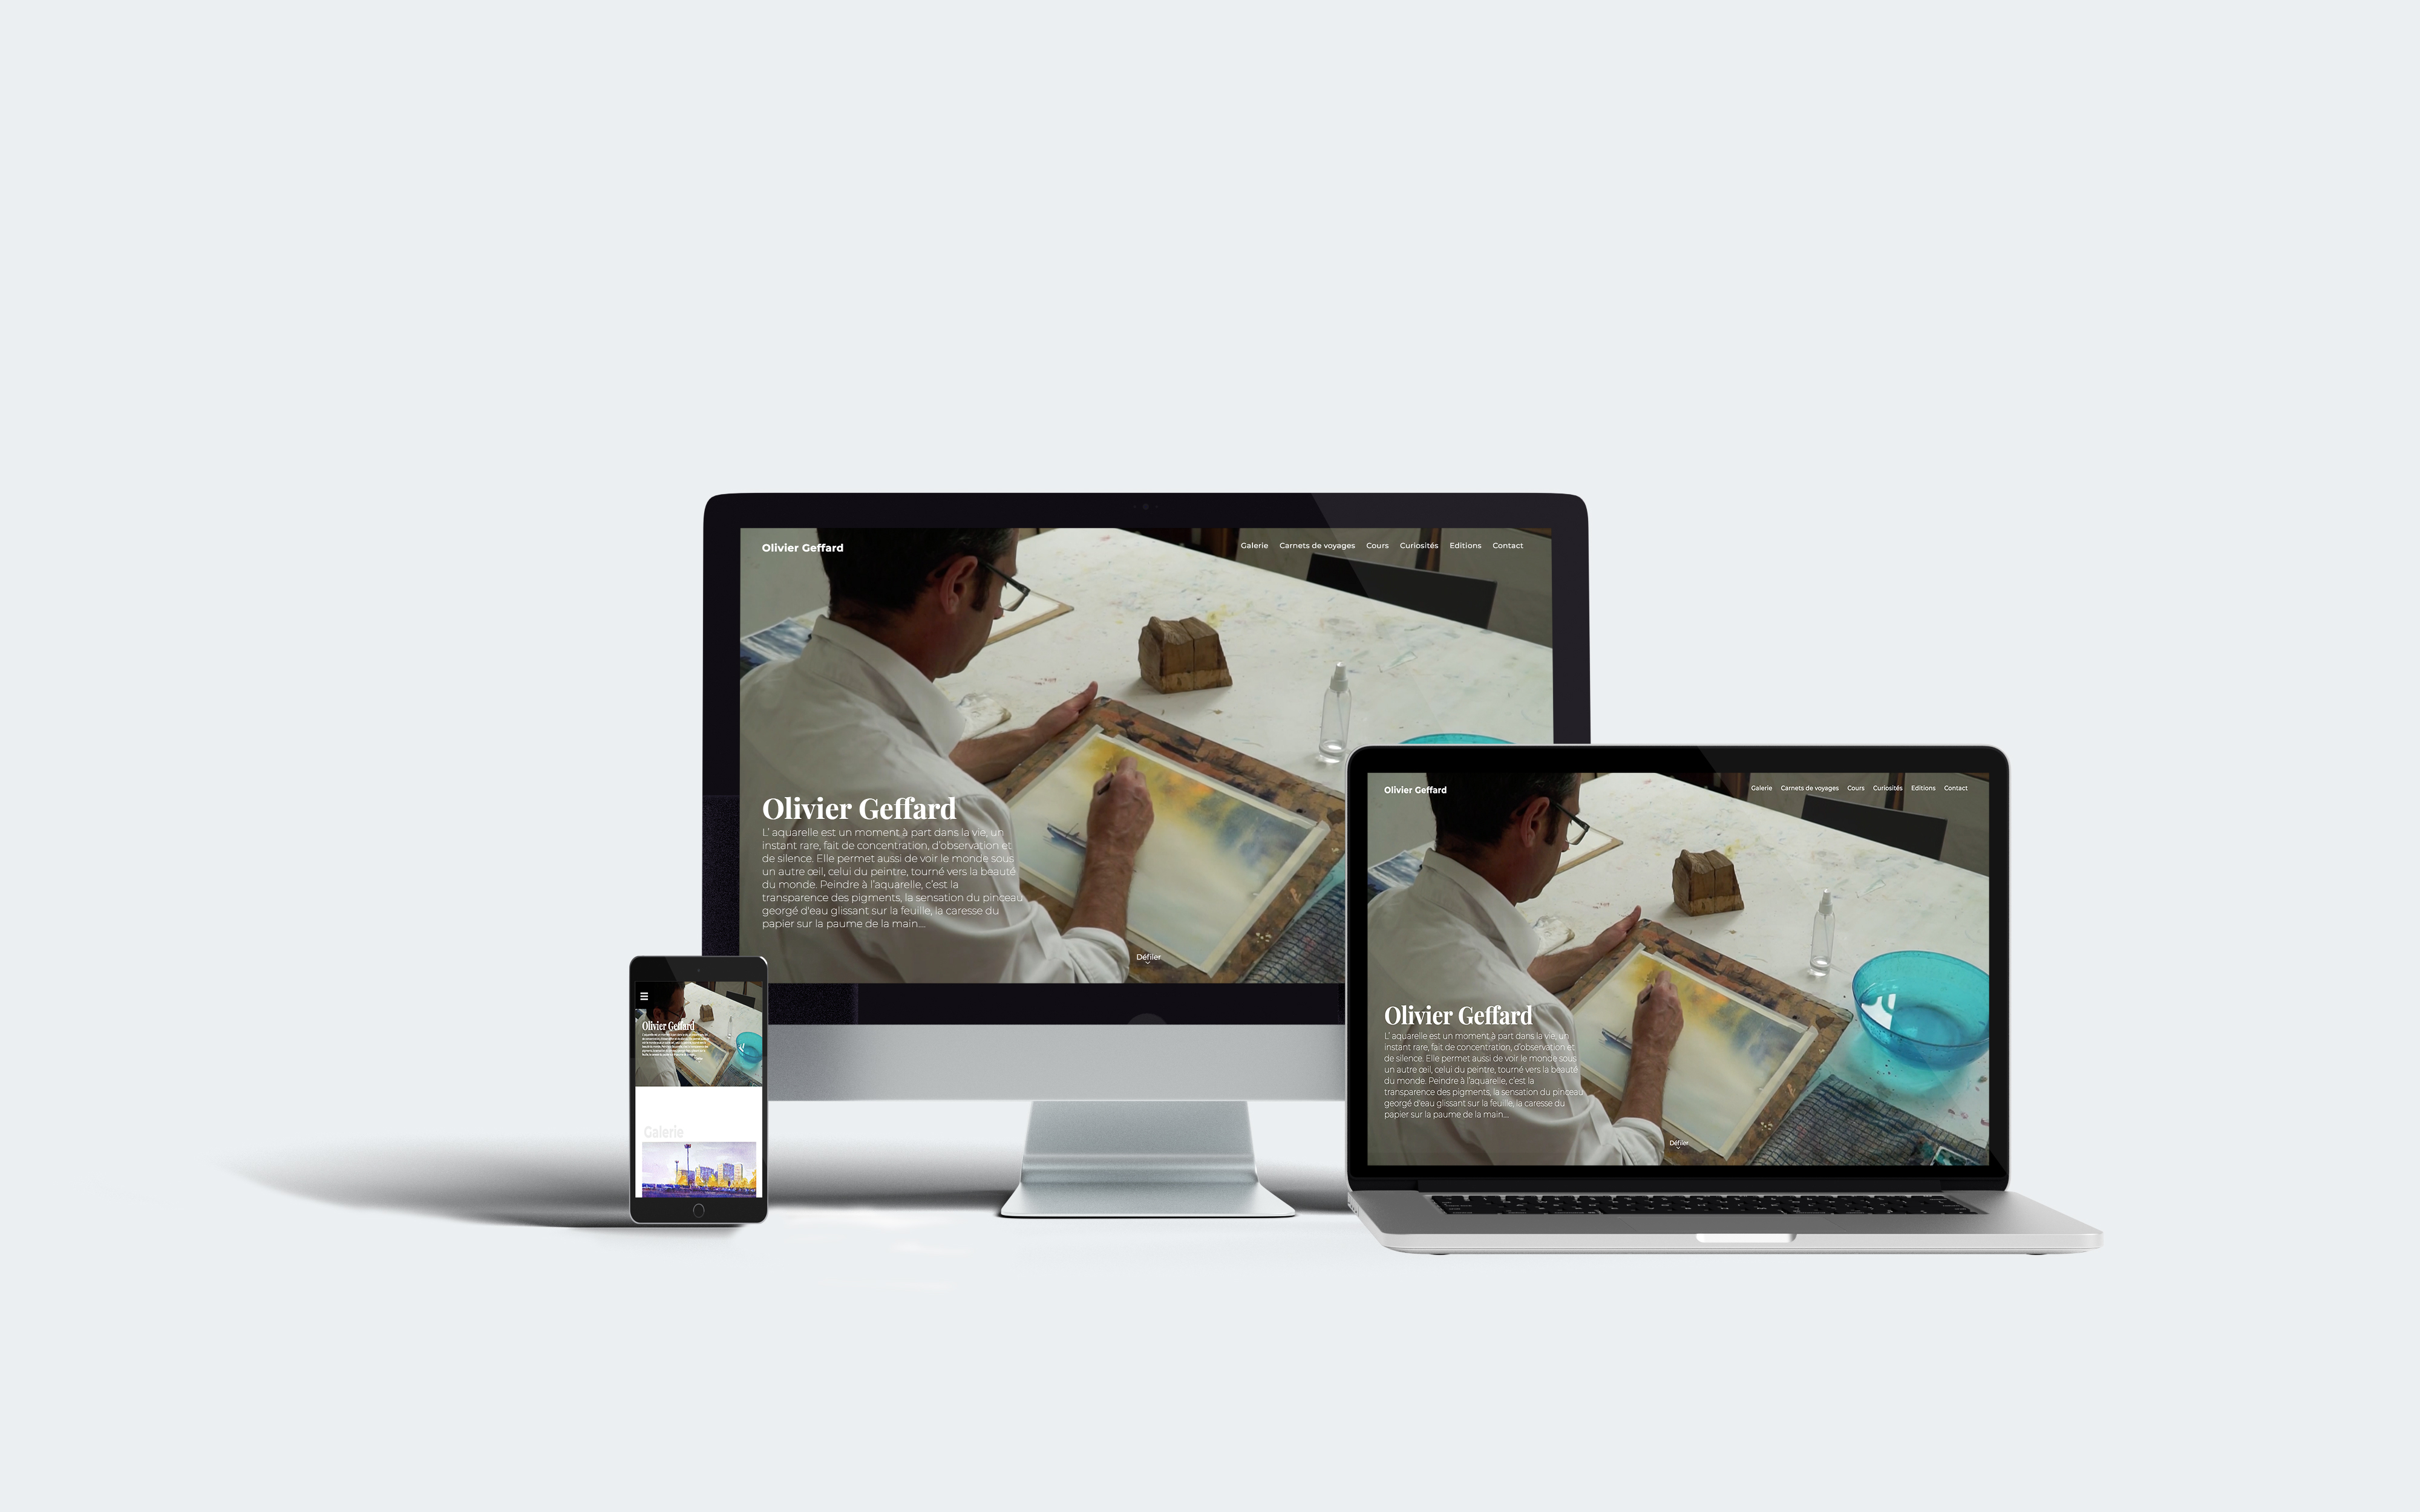 Olivier Geffard
Galerie Carnets de voyages Cours Curiosités Editions Contact
Olivier Geffard
L' aquarelle est un moment à part dans la vie, un
instant rare, fait de concentration, d'observation et
de silence. Elle permet aussi de voir le monde sous
un autre œil, celui du peintre, tourné vers la beauté
du monde. Peindre à l'aquarelle, c'est la
transparence des pigments, la sensation du pinceau
georgé d'eau glissant sur la feuille, la caresse du
papier sur la paume de la main....
Défiler
Olivier Geffard
Galerie Carnets de voyages Cours Curiosités Editions Contact
Olivier Geffard
L' aquarelle est un moment à part dans la vie, un
instant rare, fait de concentration, d'observation et
de silence. Elle permet aussi de voir le monde sous
un autre œil, celui du peintre, tourné vers la beauté
du monde. Peindre à l'aquarelle, c'est la
transparence des pigments, la sensation du pinceau
georgé d'eau glissant sur la feuille, la caresse du
papier sur la paume de la main....
Défiler
Olivier Geffard
Galerie